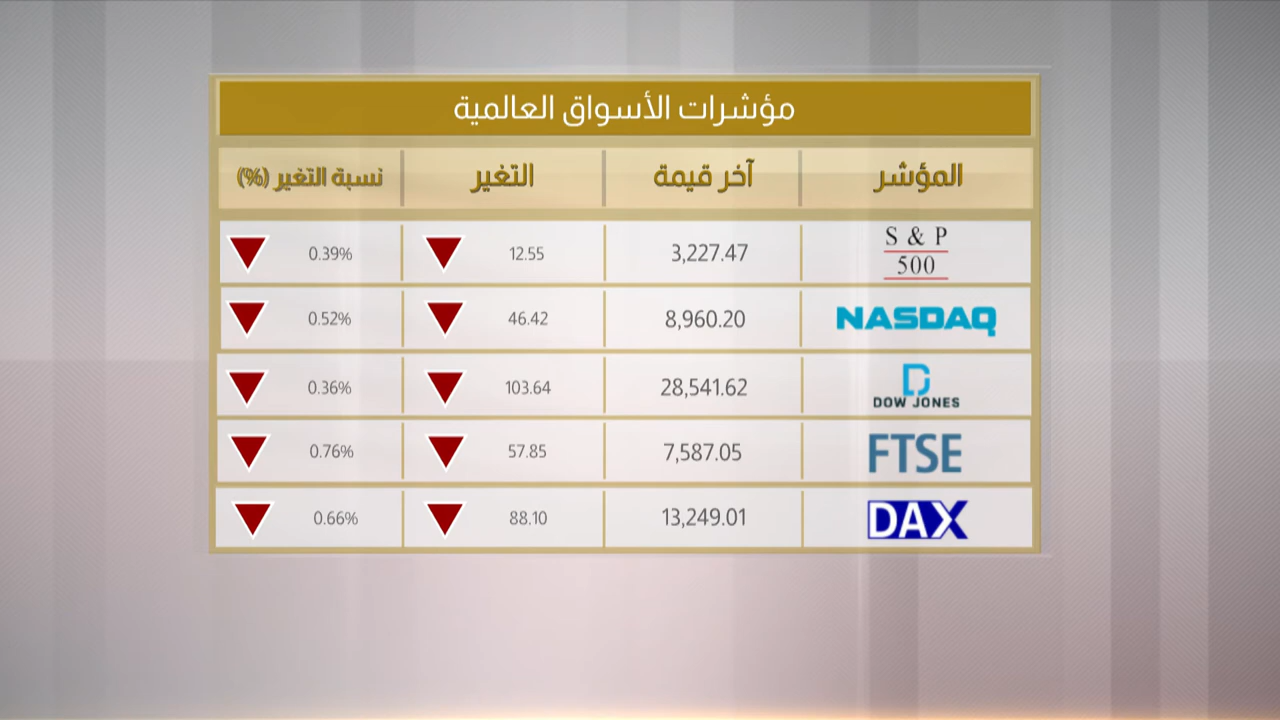 مؤشرات الأسواق العالمية
المؤشر آخر قيمة التغير نسبة التغير (%)
S & P
500 3,227.47 12.55 0.39%
NASDAQ 8,960.20 46.42 0.52%
DOW JONES 28,541.62 103.64 0.36%
FTSE 7,587.05 57.85 0.76%
DAX 13,249.01 88.10 0.66%